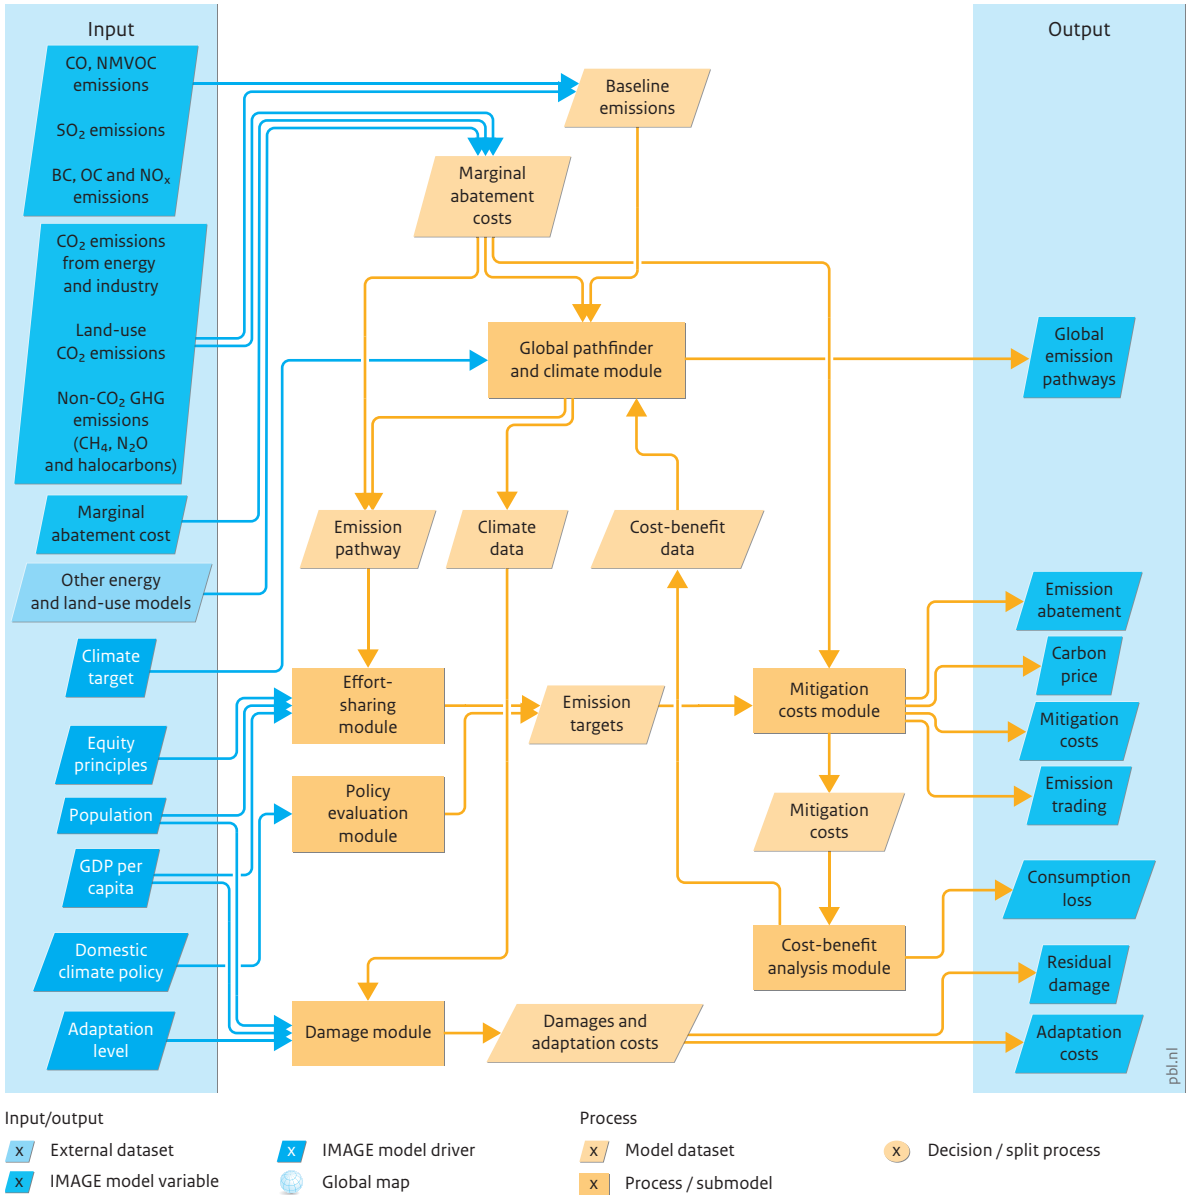 Input
Output
CO, NMVOC
emissions
SO₂ emissions
BC, OC and NOₓ
emissions
CO₂ emissions
from energy
and industry
Land-use
CO₂ emissions
Non-CO₂ GHG
emissions
(CH₄, N₂O
and halocarbons)
Marginal
abatement cost
Other energy
and land-use models
Climate
target
Equity
principles
Population
GDP per
capita
Domestic
climate policy
Adaptation
level
Baseline
emissions
Marginal
abatement
costs
Global pathfinder
and climate module
Emission
pathway
Climate
data
Cost-benefit
data
Effort-
sharing
module
Emission
targets
Mitigation
costs module
Policy
evaluation
module
Mitigation
costs
Cost-benefit
analysis module
Damage module
Damages and
adaptation costs
Global
emission
pathways
Emission
abatement
Carbon
price
Mitigation
costs
Emission
trading
Consumption
loss
Residual
damage
Adaptation
costs
pbl.nl
Input/output
x External dataset
x IMAGE model variable
x IMAGE model driver
Global map
Process
x Model dataset
x Process / submodel
x Decision / split process